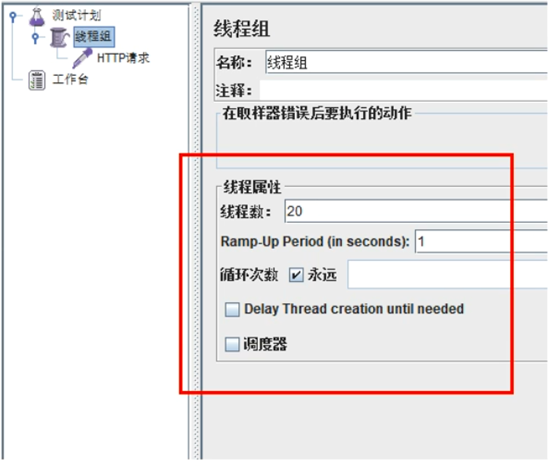 测试计划
线程组
HTTP请求
工作台
线程组
名称： 线程组
注释：
在取样器错误后要执行的动作
线程属性
线程数： 20
Ramp-Up Period (in seconds): 1
循环次数 永远
Delay Thread creation until needed
调度器